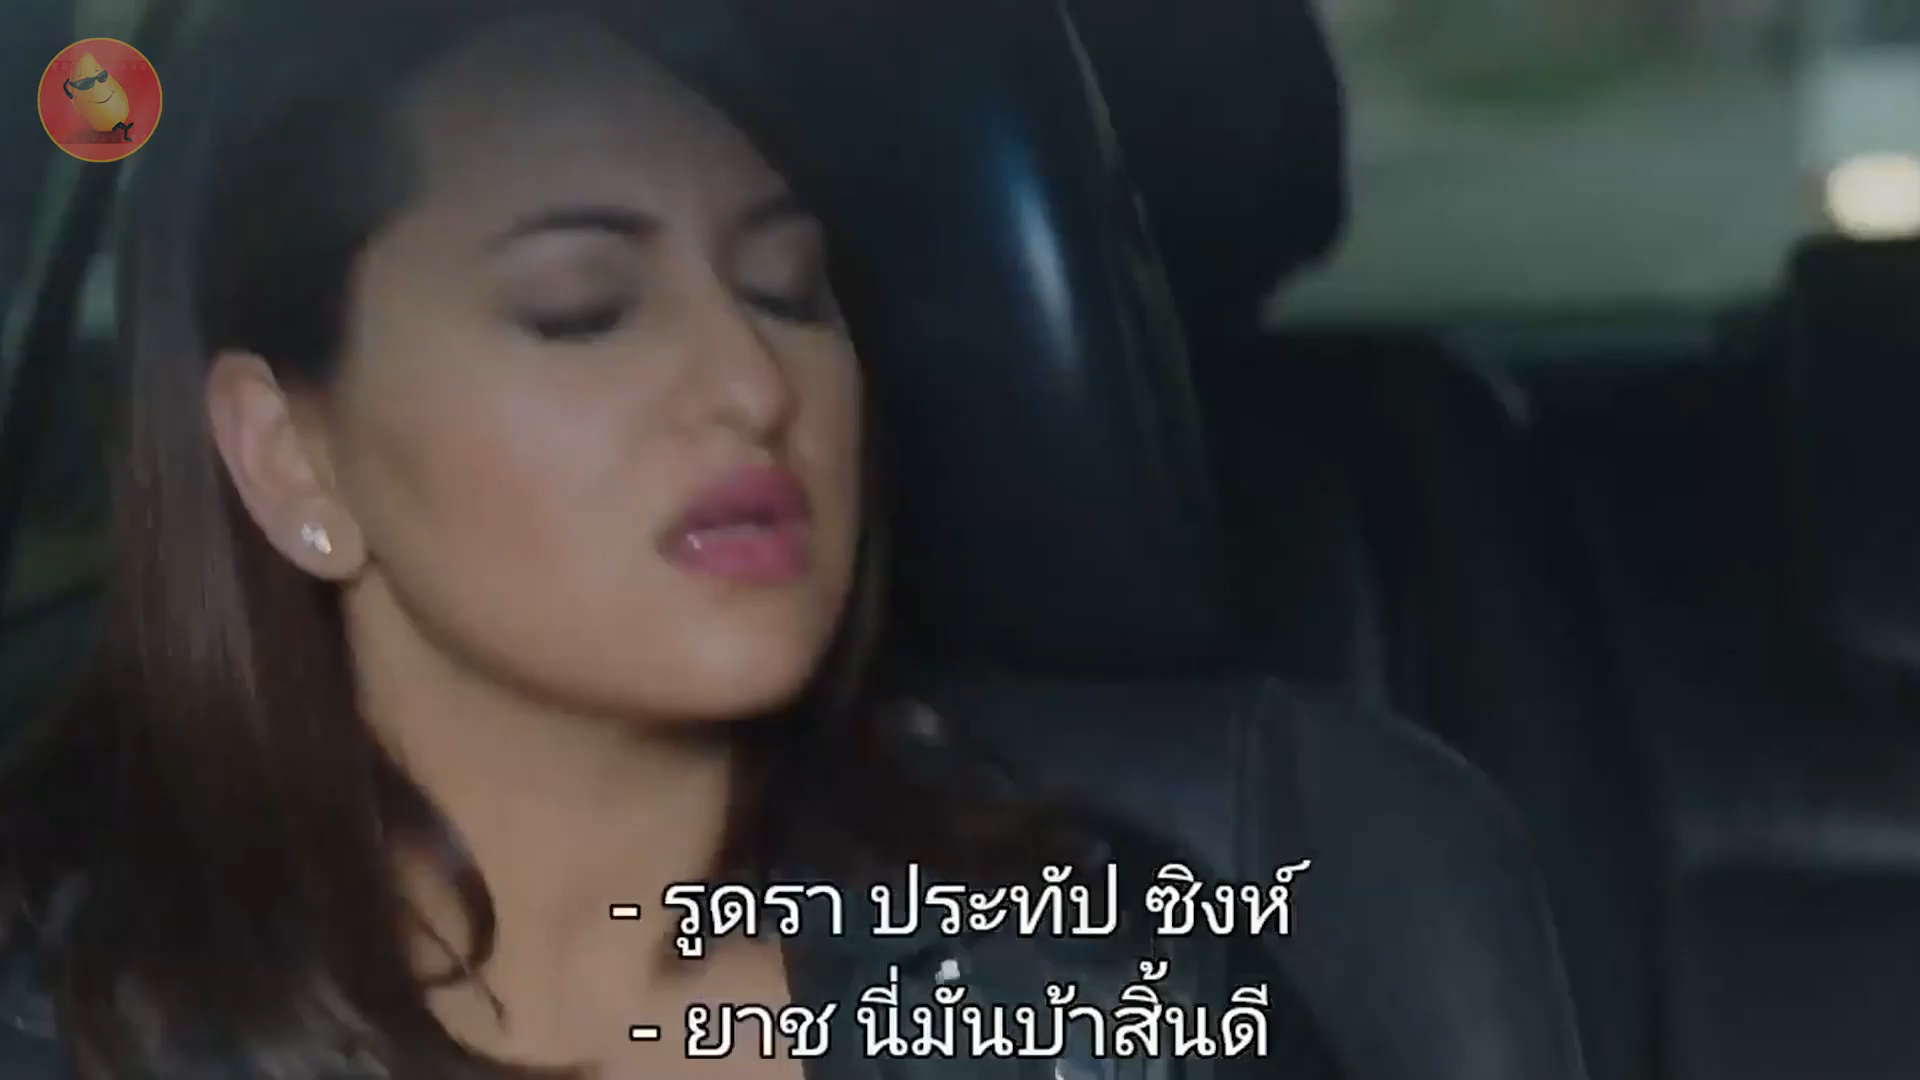 - รูดรา ประทัป ซิงห์
- ยาช นี่มันบ้าสิ้นดี